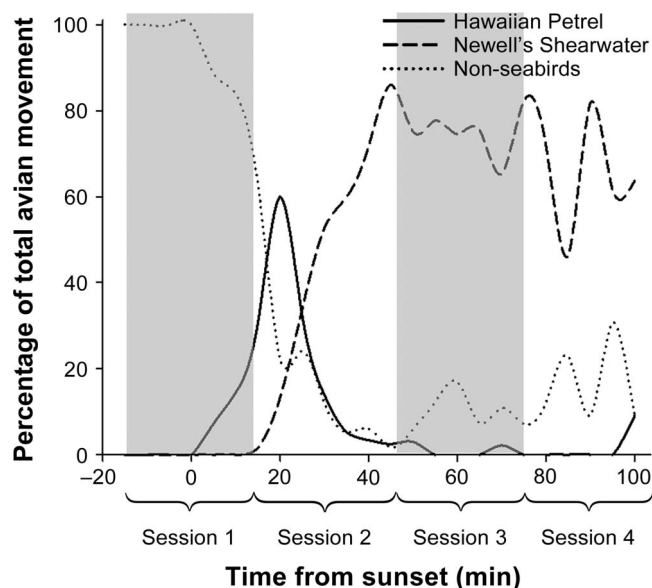 Hawaiian Petrel
Newell's Shearwater
Non-seabirds
Percentage of total avian movement
100
80
60
40
20
0
−20 0 20 40 60 80 100
Session 1 Session 2 Session 3 Session 4
Time from sunset (min)